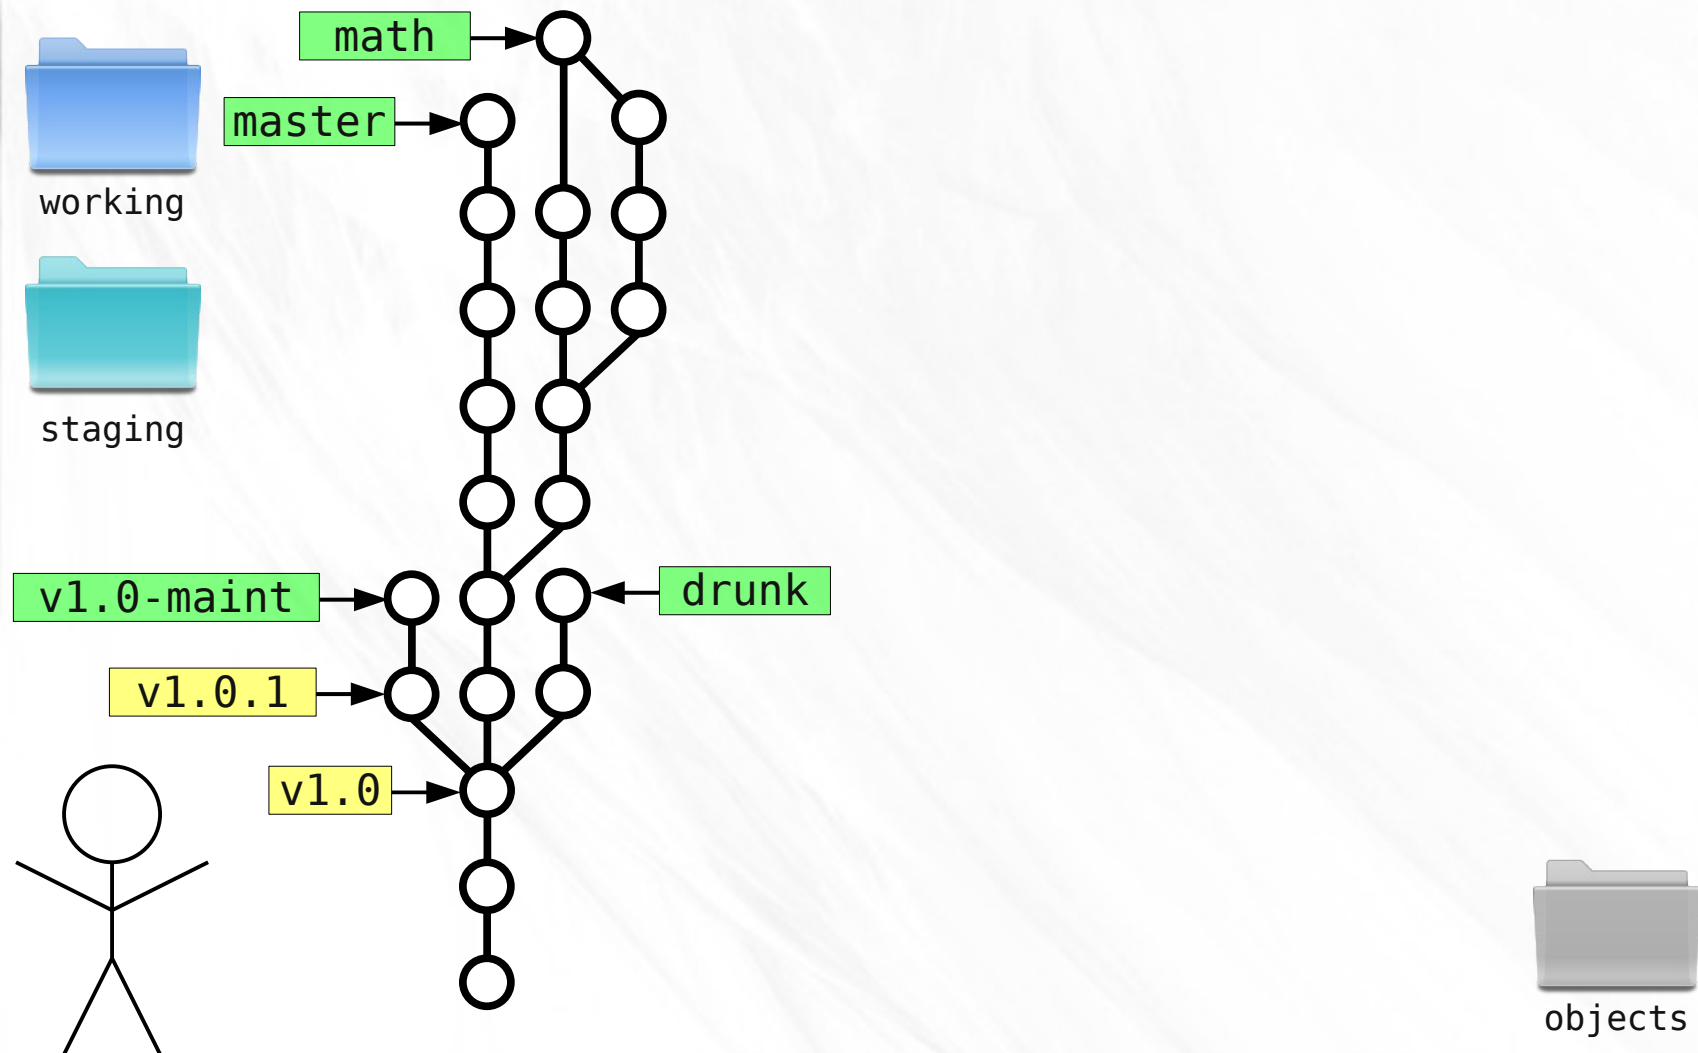 math
master
working
staging
v1.0-maint
drunk
v1.0.1
v1.0
objects